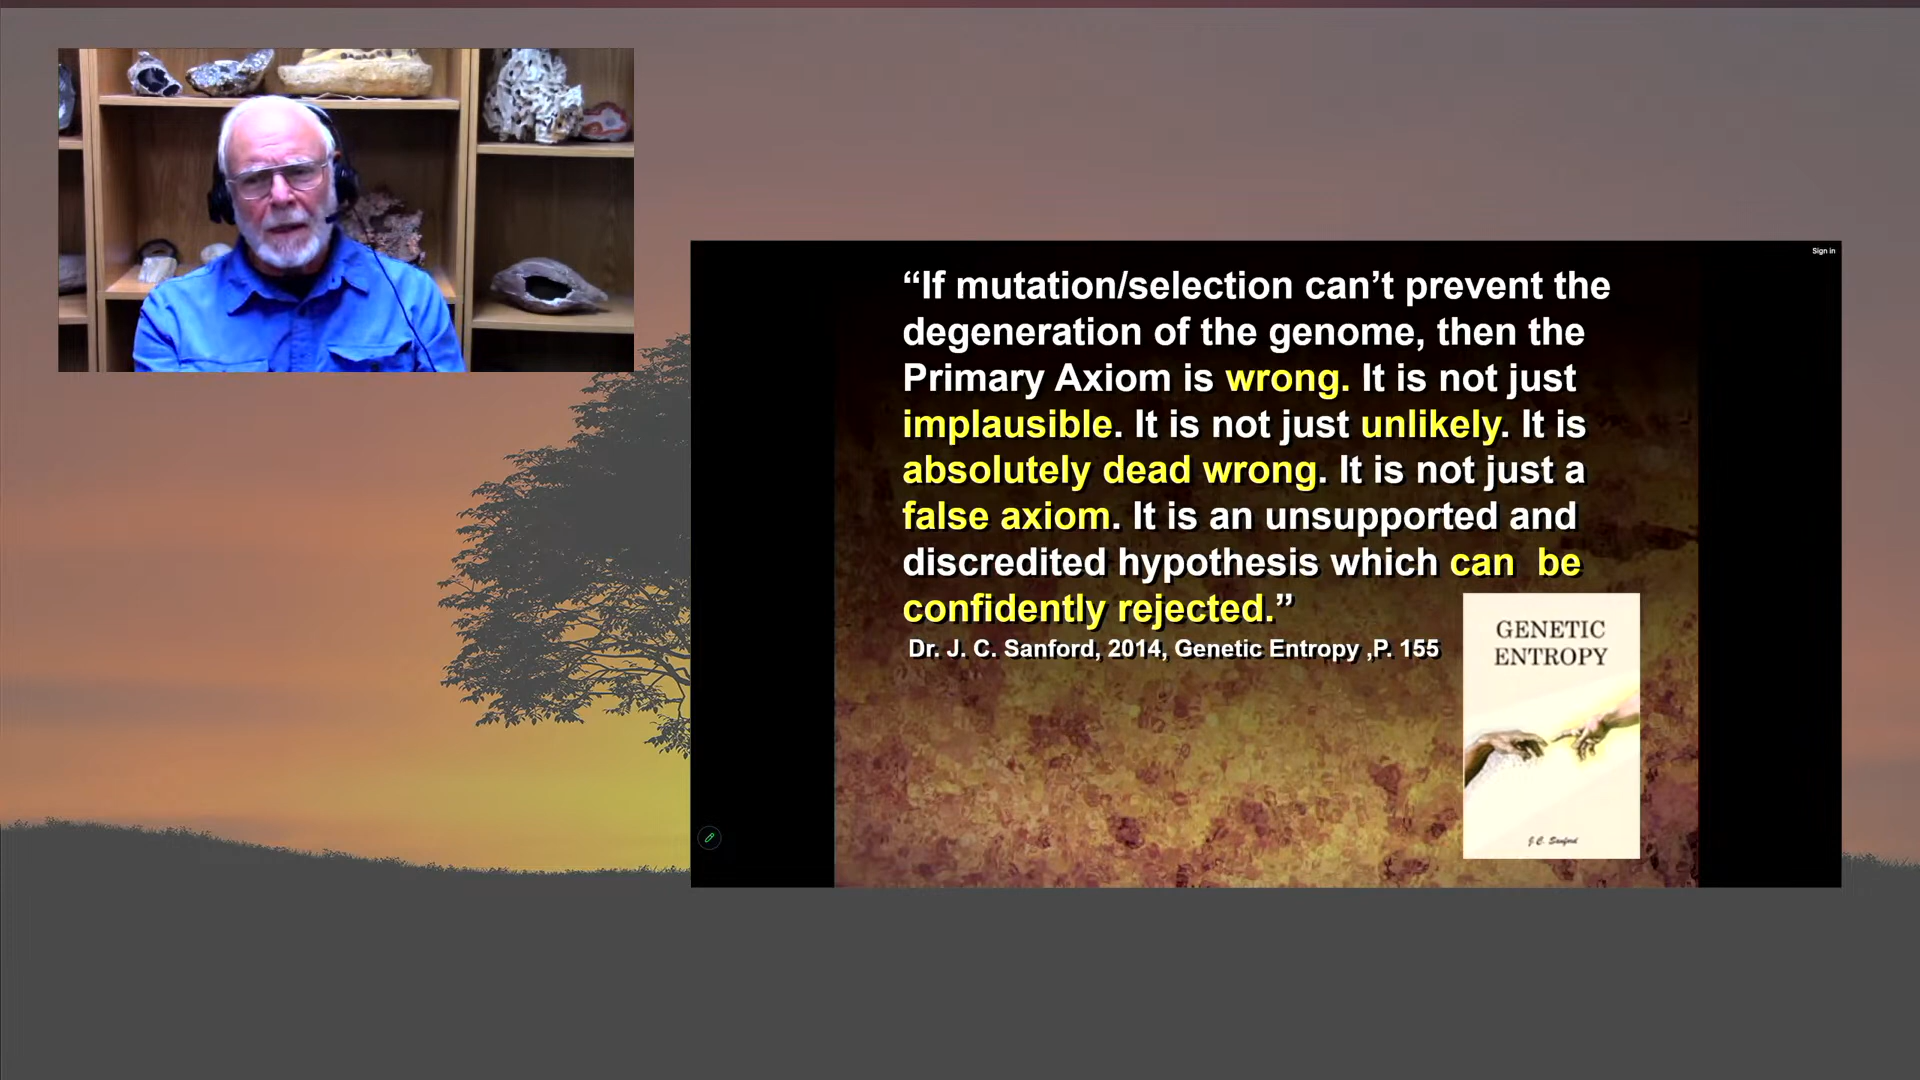 Sign in
“If mutation/selection can’t prevent the
degeneration of the genome, then the
Primary Axiom is wrong. It is not just
implausible. It is not just unlikely. It is
absolutely dead wrong. It is not just a
false axiom. It is an unsupported and
discredited hypothesis which can  be
confidently rejected.”
Dr. J. C. Sanford, 2014, Genetic Entropy ,P. 155
GENETIC
ENTROPY
J.C. Sanford